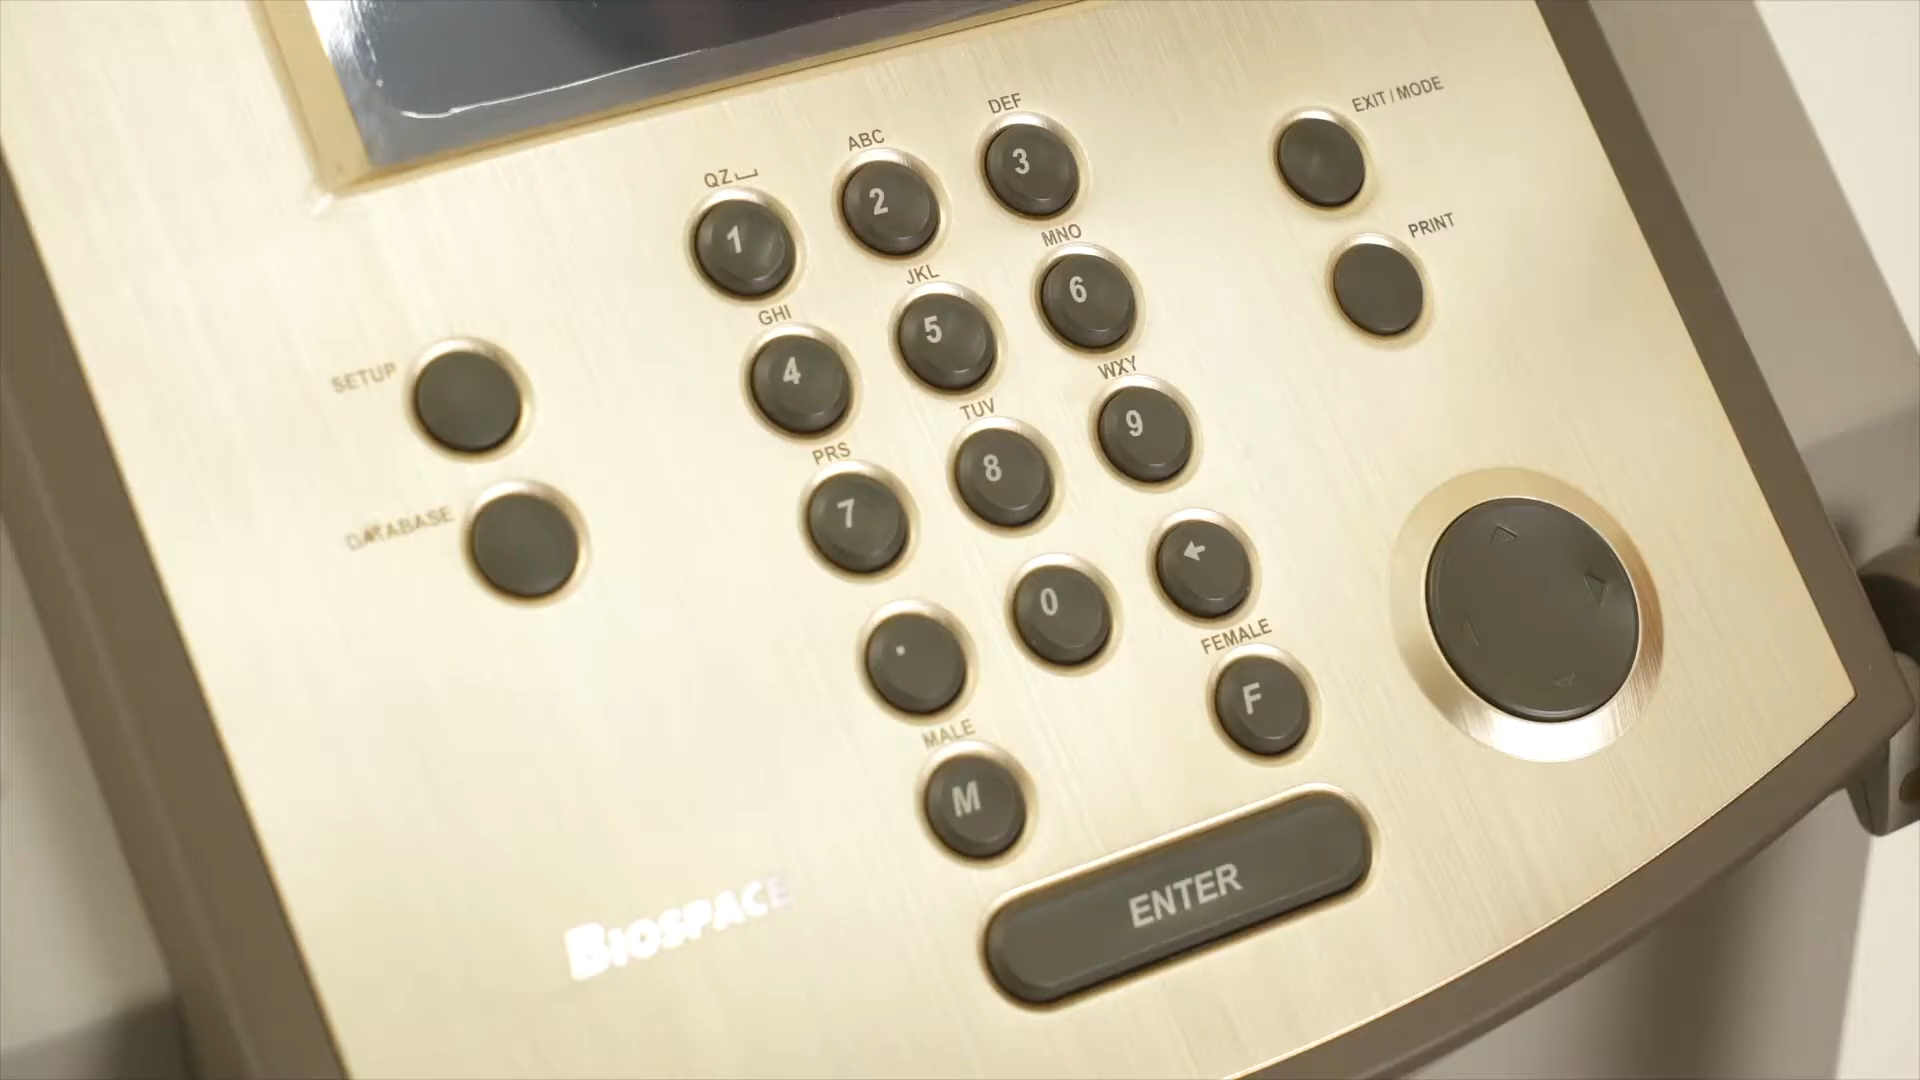 QZ⎵ ABC DEF
1 2 3
GHI JKL MNO
4 5 6
PRS TUV WXY
7 8 9
. 0 ←
MALE FEMALE
M F
ENTER
SETUP
DATABASE
EXIT / MODE
PRINT
BIOSPACE